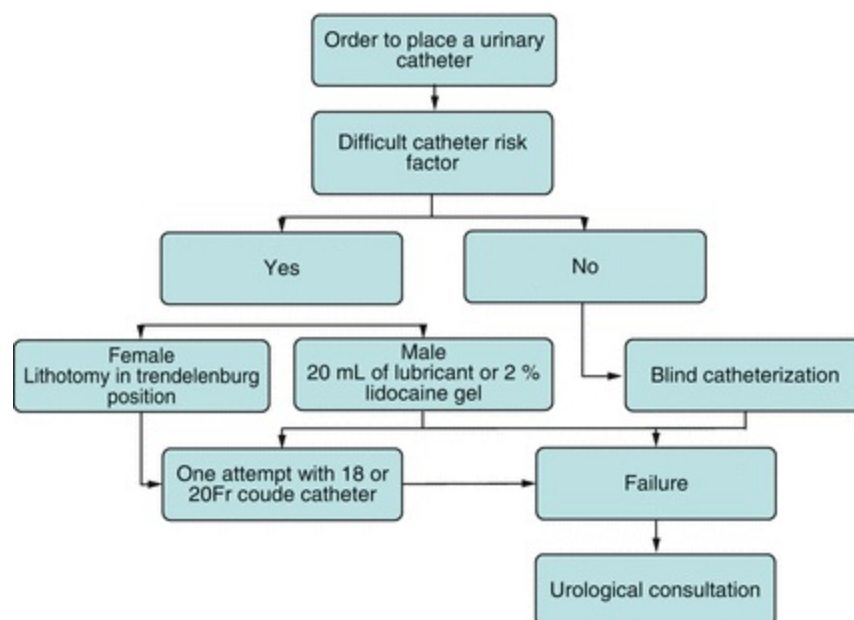 Order to place a urinary
catheter
Difficult catheter risk
factor
Yes
No
Female
Lithotomy in trendelenburg
position
Male
20 mL of lubricant or 2 %
lidocaine gel
Blind catheterization
One attempt with 18 or
20Fr coude catheter
Failure
Urological consultation